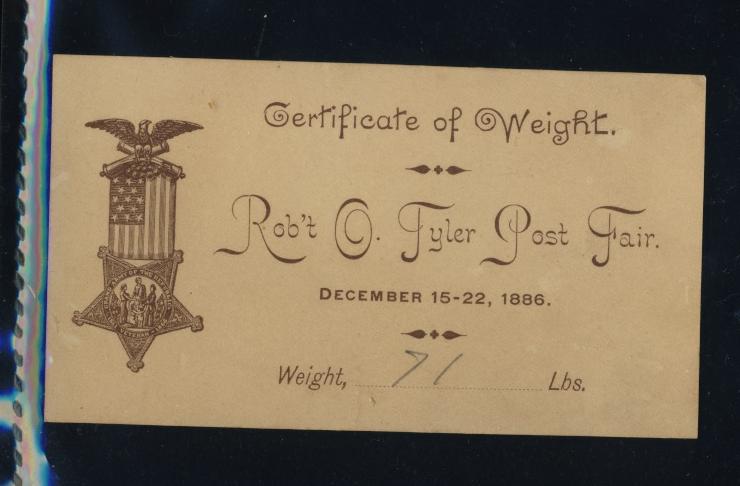 Certificate of Weight.
Rob't O. Tyler Post Fair.
DECEMBER 15-22, 1886.
Weight, 71 Lbs.